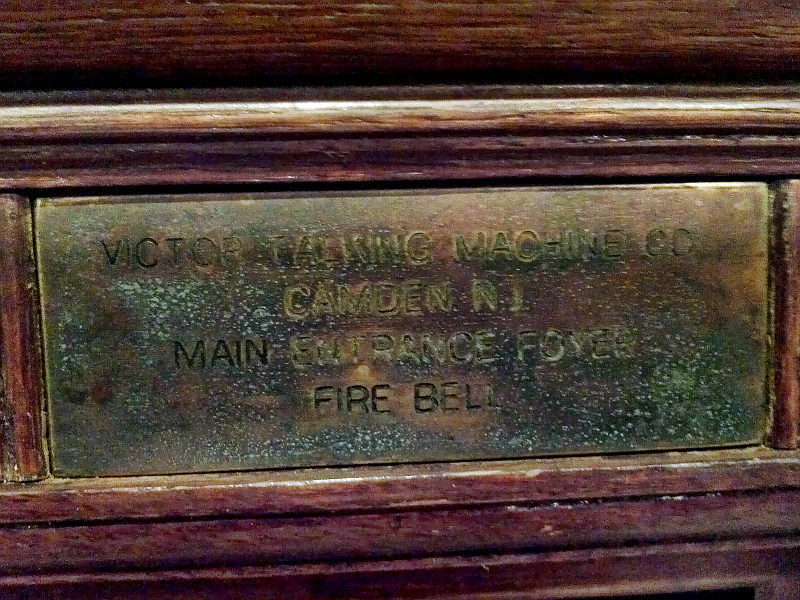 VICTOR TALKING MACHINE CO
CAMDEN N.J.
MAIN ENTRANCE FOYER
FIRE BELL